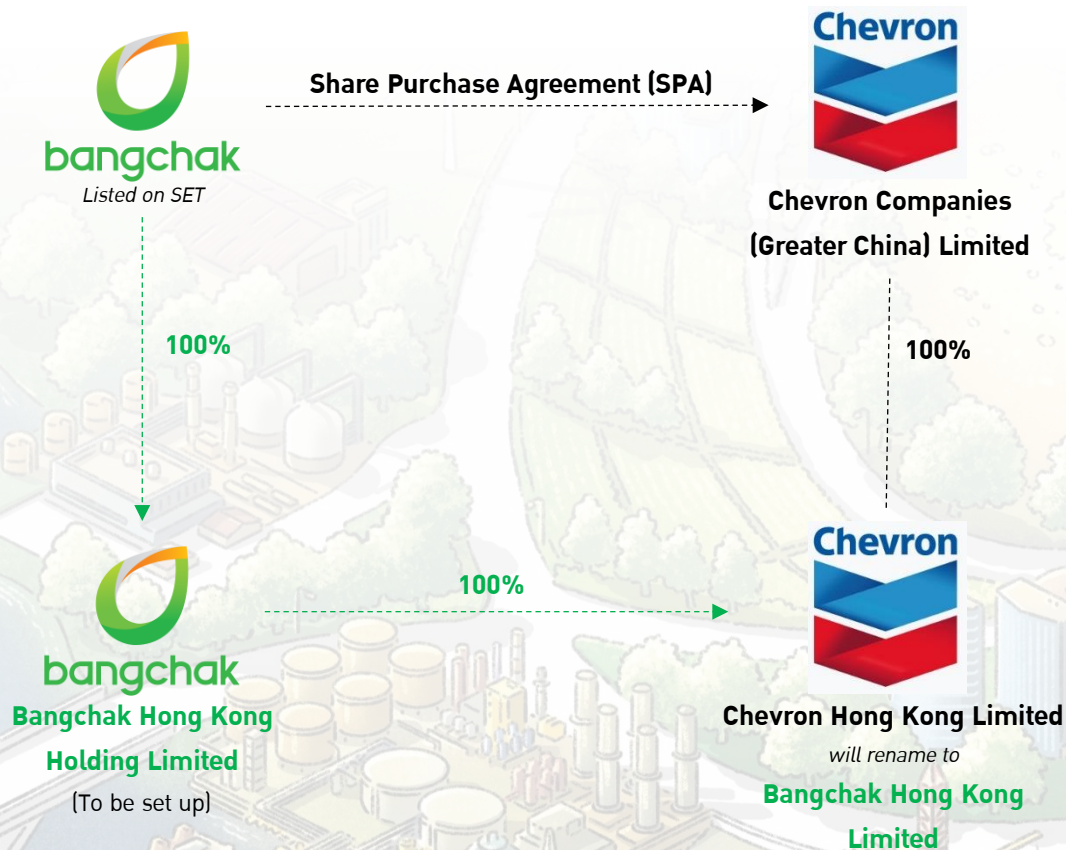 Chevron
Share Purchase Agreement (SPA)
bangchak
Listed on SET
Chevron Companies
(Greater China) Limited
100%
100%
Chevron
100%
bangchak
Bangchak Hong Kong
Holding Limited
(To be set up)
Chevron Hong Kong Limited
will rename to
Bangchak Hong Kong
Limited